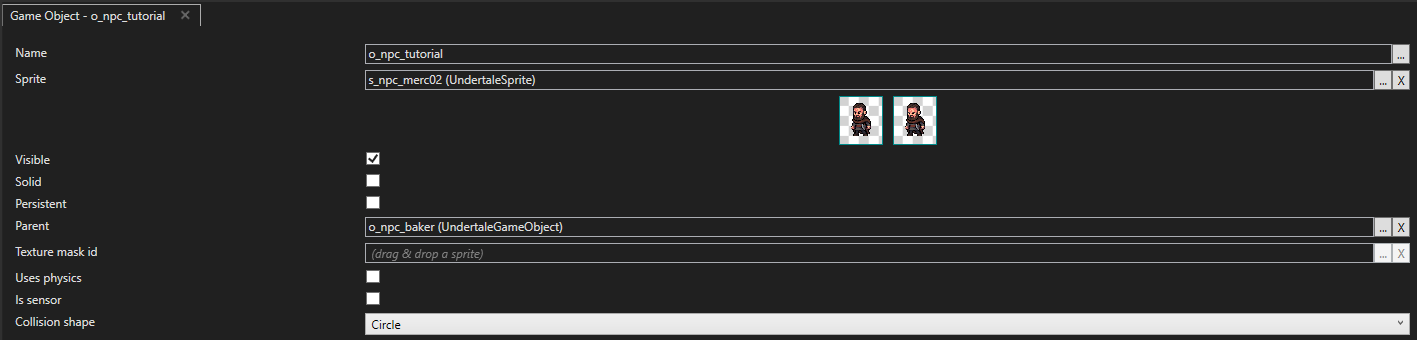 Game Object - o_npc_tutorial ✕
Name o_npc_tutorial ...
Sprite s_npc_merc02 (UndertaleSprite) ... X
Visible
Solid
Persistent
Parent o_npc_baker (UndertaleGameObject) ... X
Texture mask id (drag & drop a sprite) ... X
Uses physics
Is sensor
Collision shape Circle